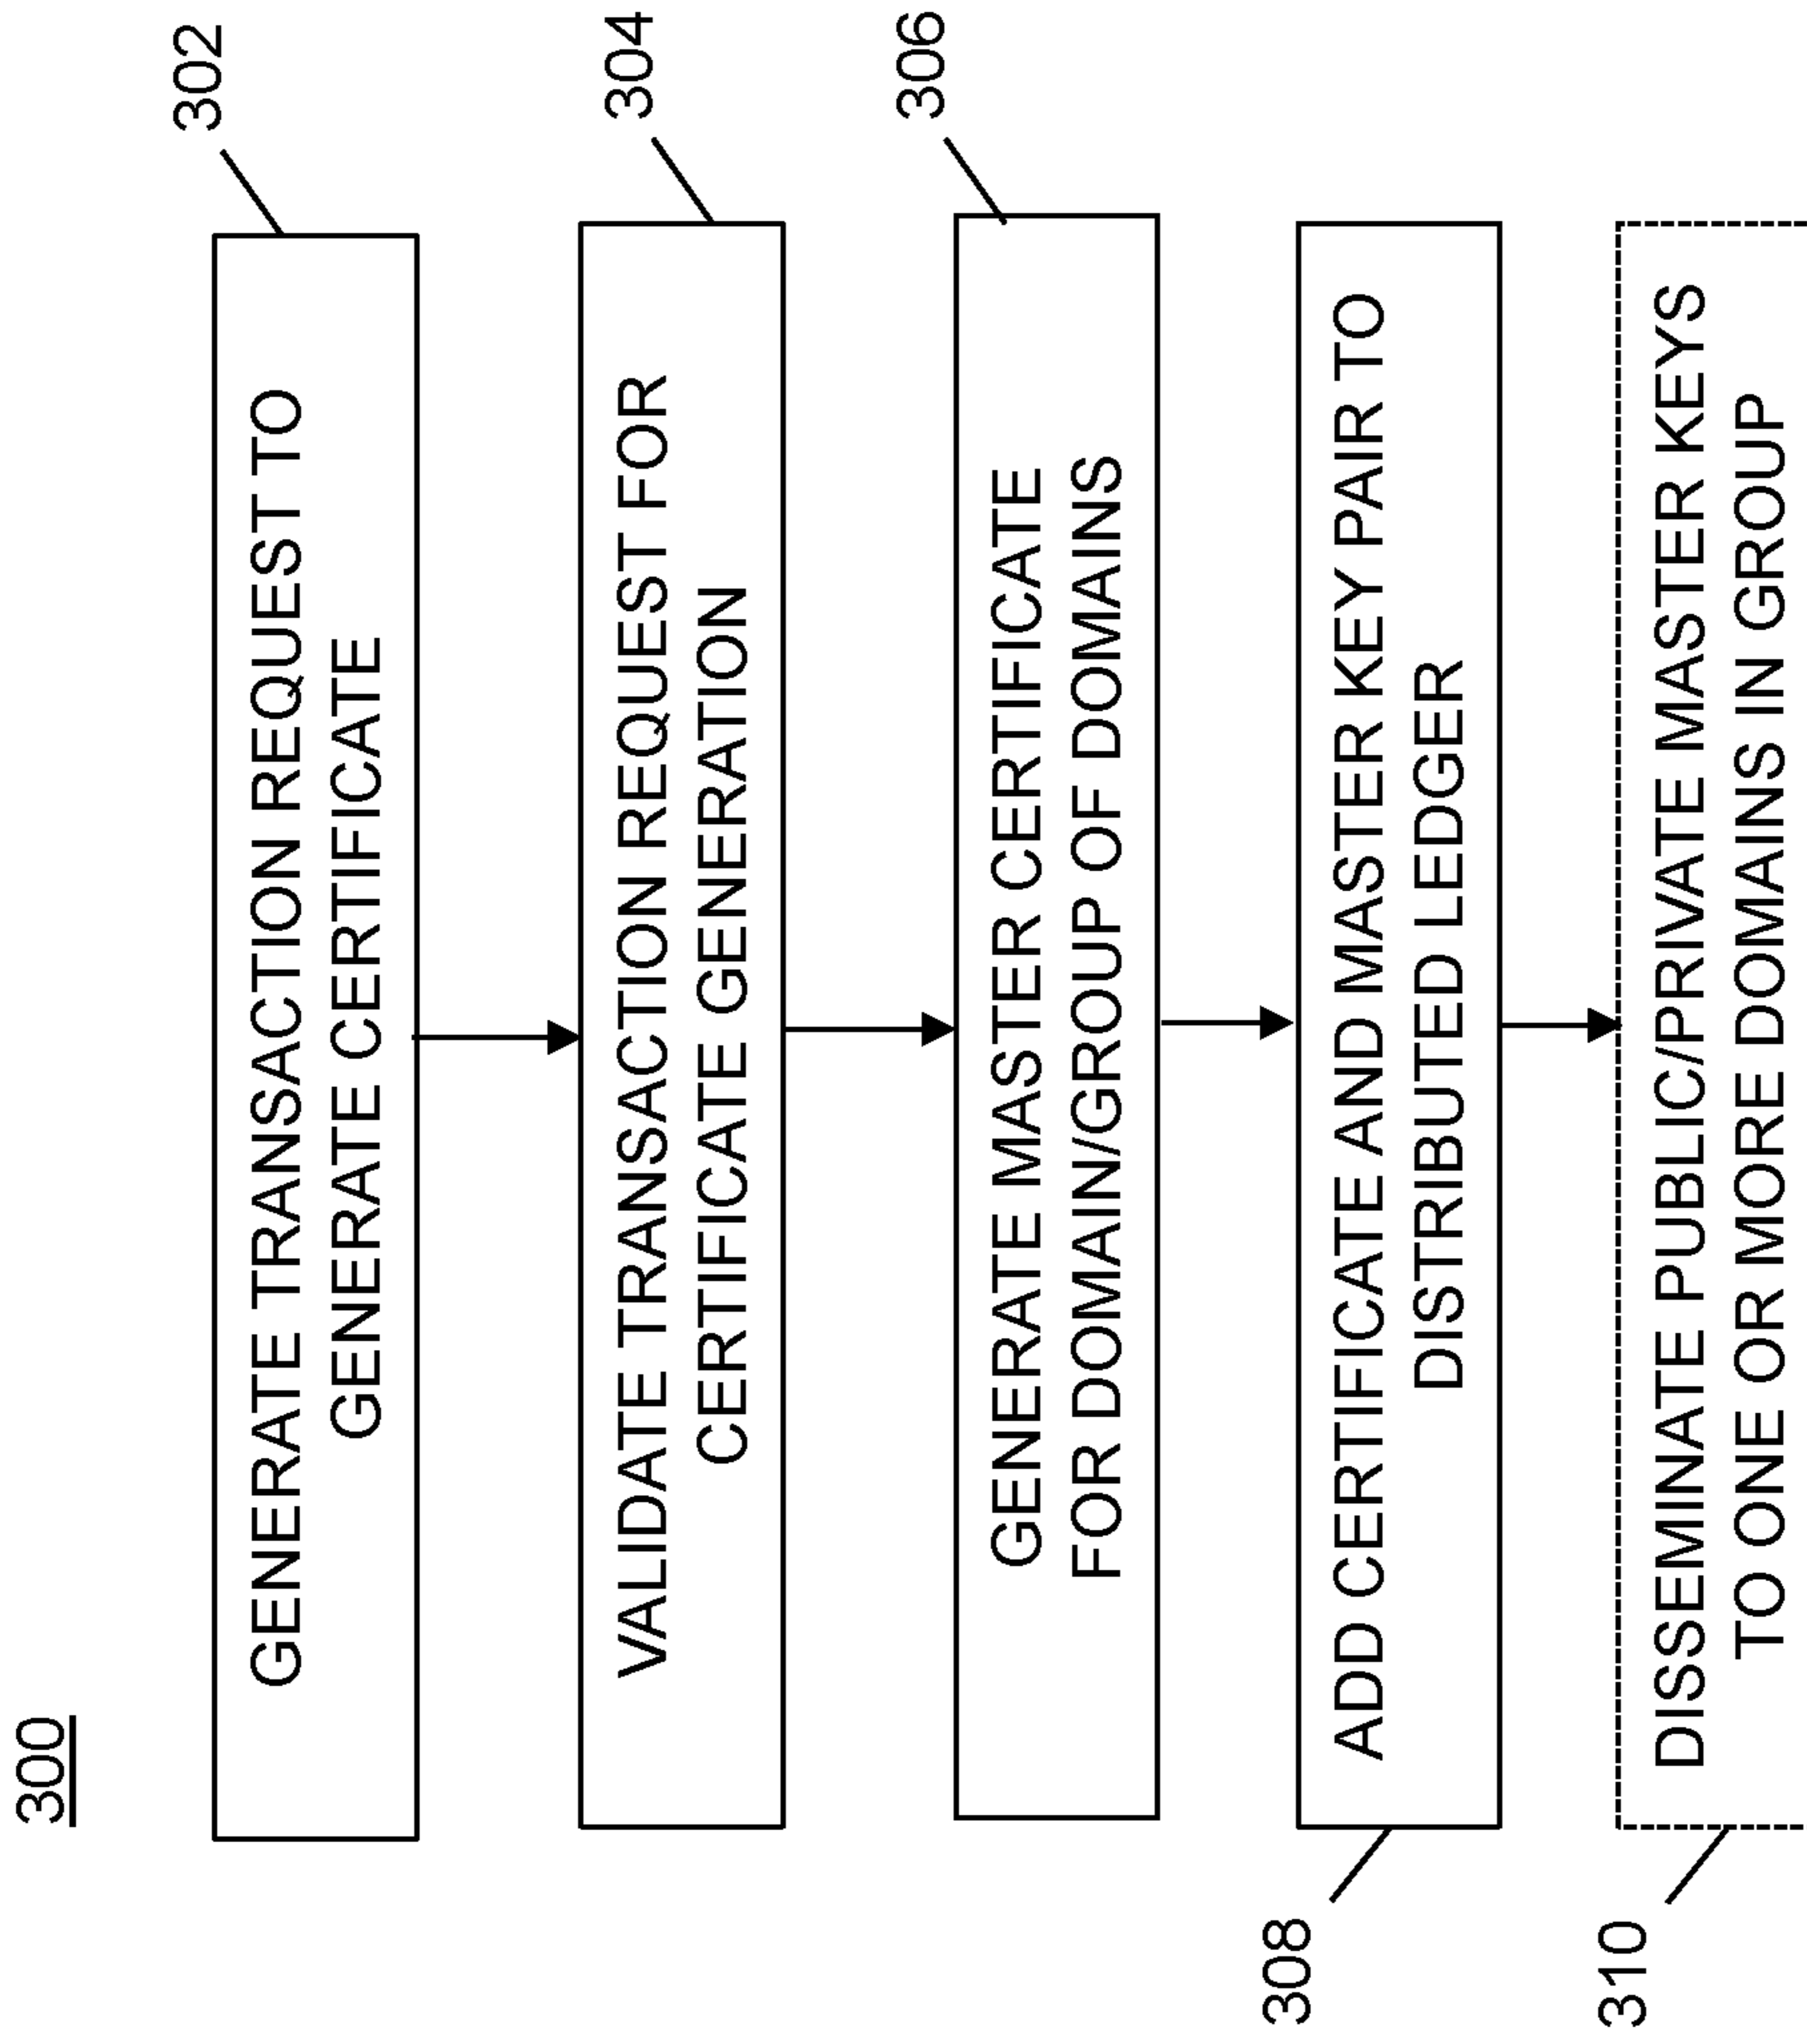 300
302
GENERATE TRANSACTION REQUEST TO
GENERATE CERTIFICATE
304
VALIDATE TRANSACTION REQUEST FOR
CERTIFICATE GENERATION
306
GENERATE MASTER CERTIFICATE
FOR DOMAIN/GROUP OF DOMAINS
308
ADD CERTIFICATE AND MASTER KEY PAIR TO
DISTRIBUTED LEDGER
310
DISSEMINATE PUBLIC/PRIVATE MASTER KEYS
TO ONE OR MORE DOMAINS IN GROUP